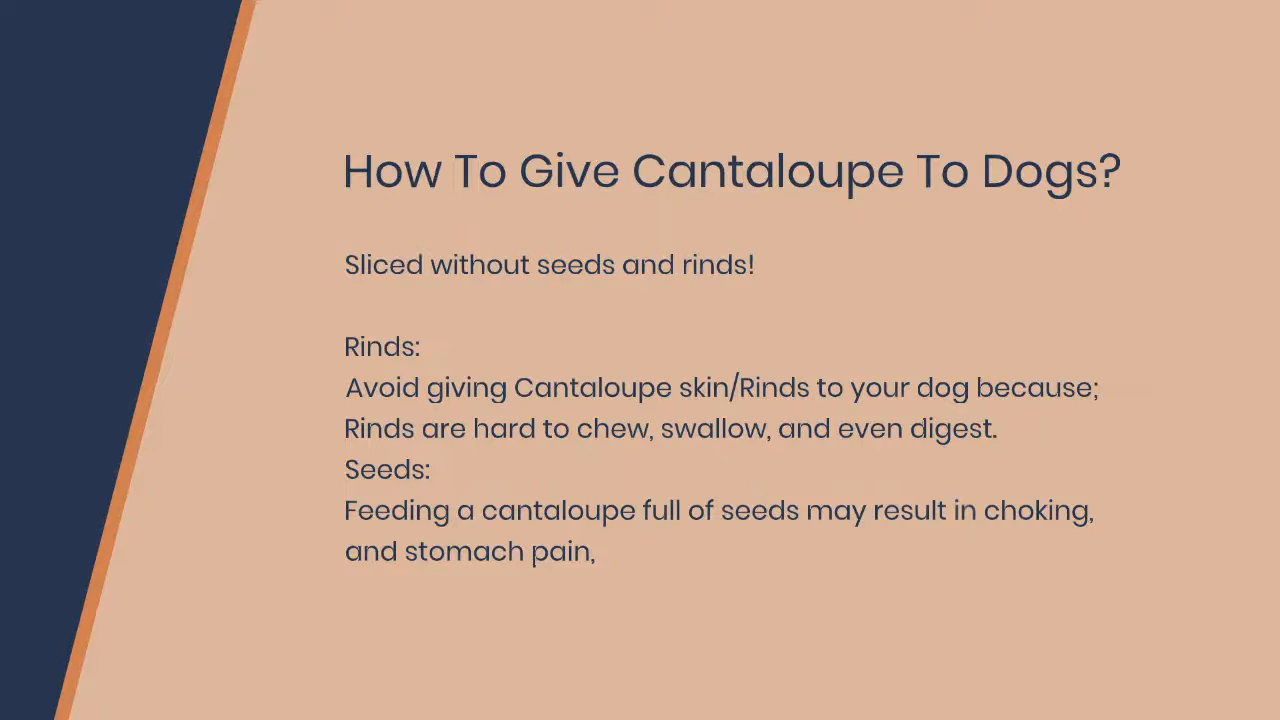 How To Give Cantaloupe To Dogs?
Sliced without seeds and rinds!
Rinds:
Avoid giving Cantaloupe skin/Rinds to your dog because;
Rinds are hard to chew, swallow, and even digest.
Seeds:
Feeding a cantaloupe full of seeds may result in choking,
and stomach pain,